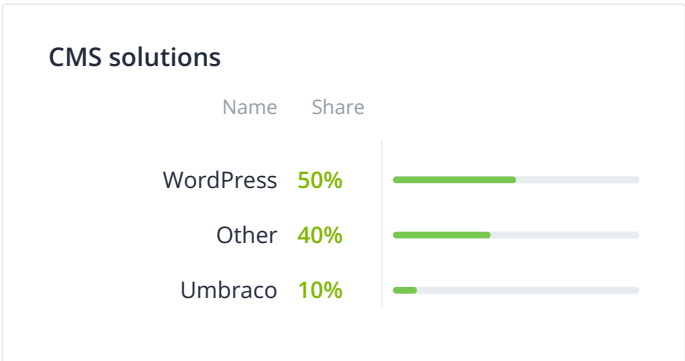 CMS solutions
Name Share
WordPress 50%
Other 40%
Umbraco 10%